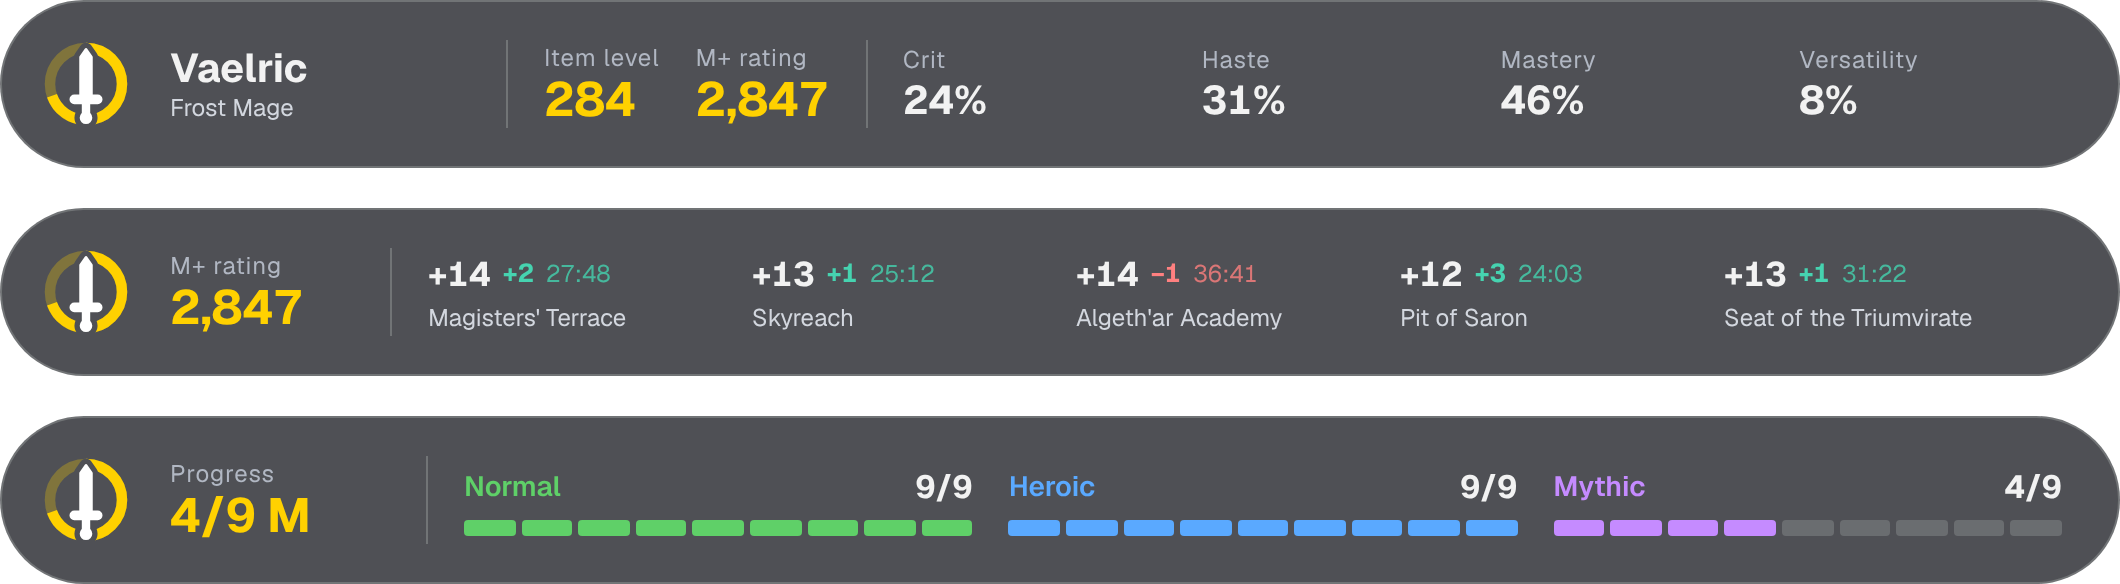 Vaelric
Frost Mage
Item level
284
M+ rating
2,847
Crit
24%
Haste
31%
Mastery
46%
Versatility
8%
M+ rating
2,847
+14 +2 27:48
Magisters' Terrace
+13 +1 25:12
Skyreach
+14 −1 36:41
Algeth'ar Academy
+12 +3 24:03
Pit of Saron
+13 +1 31:22
Seat of the Triumvirate
Progress
4/9 M
Normal 9/9
Heroic 9/9
Mythic 4/9